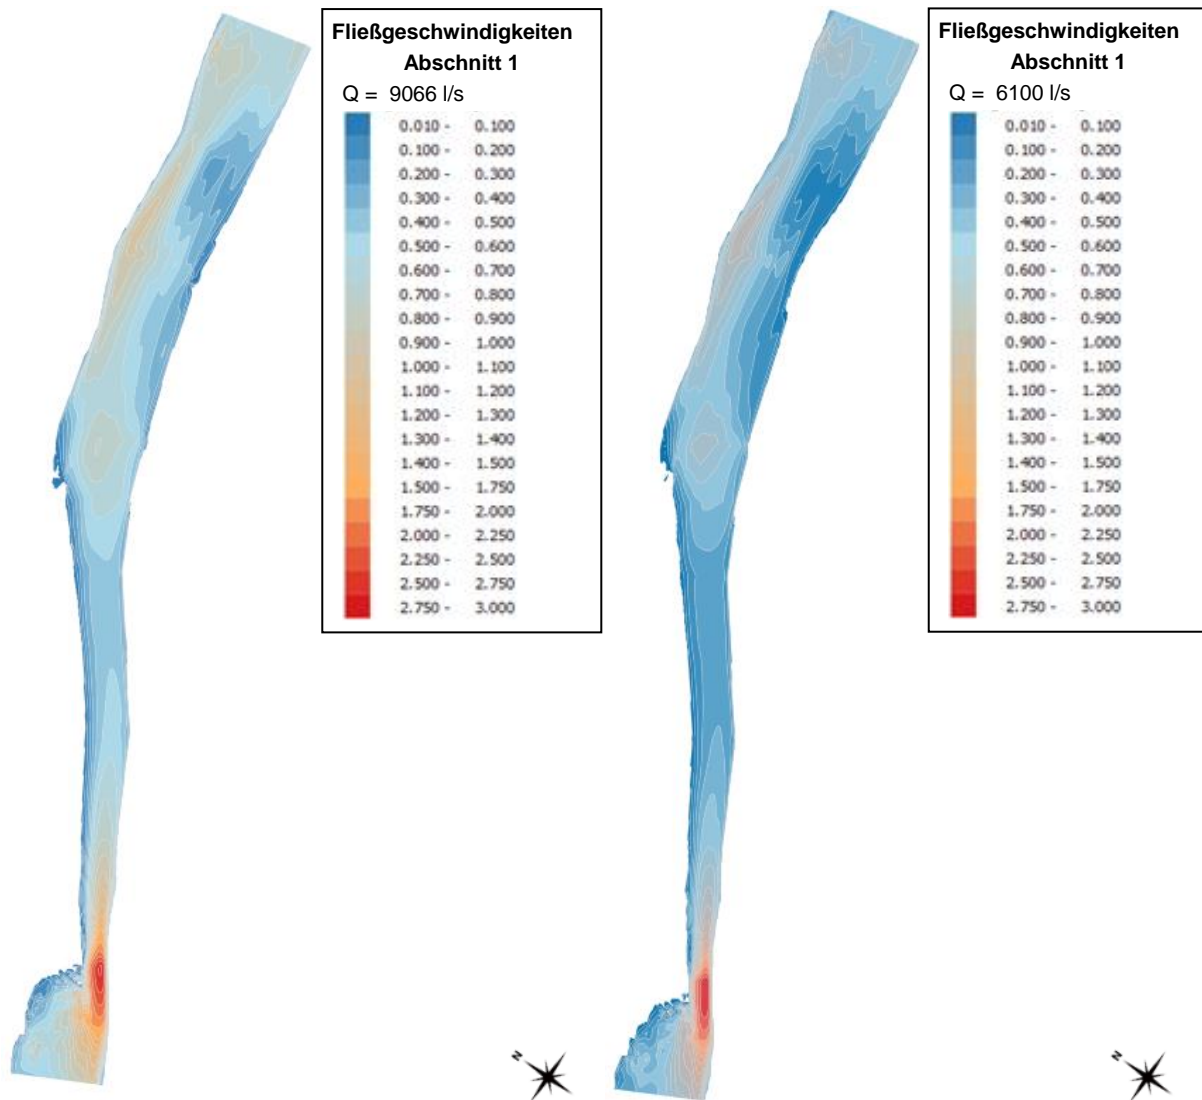 Fließgeschwindigkeiten
Abschnitt 1
Q = 9066 l/s
0.010 - 0.100
0.100 - 0.200
0.200 - 0.300
0.300 - 0.400
0.400 - 0.500
0.500 - 0.600
0.600 - 0.700
0.700 - 0.800
0.800 - 0.900
0.900 - 1.000
1.000 - 1.100
1.100 - 1.200
1.200 - 1.300
1.300 - 1.400
1.400 - 1.500
1.500 - 1.750
1.750 - 2.000
2.000 - 2.250
2.250 - 2.500
2.500 - 2.750
2.750 - 3.000
N
Fließgeschwindigkeiten
Abschnitt 1
Q = 6100 l/s
0.010 - 0.100
0.100 - 0.200
0.200 - 0.300
0.300 - 0.400
0.400 - 0.500
0.500 - 0.600
0.600 - 0.700
0.700 - 0.800
0.800 - 0.900
0.900 - 1.000
1.000 - 1.100
1.100 - 1.200
1.200 - 1.300
1.300 - 1.400
1.400 - 1.500
1.500 - 1.750
1.750 - 2.000
2.000 - 2.250
2.250 - 2.500
2.500 - 2.750
2.750 - 3.000
N